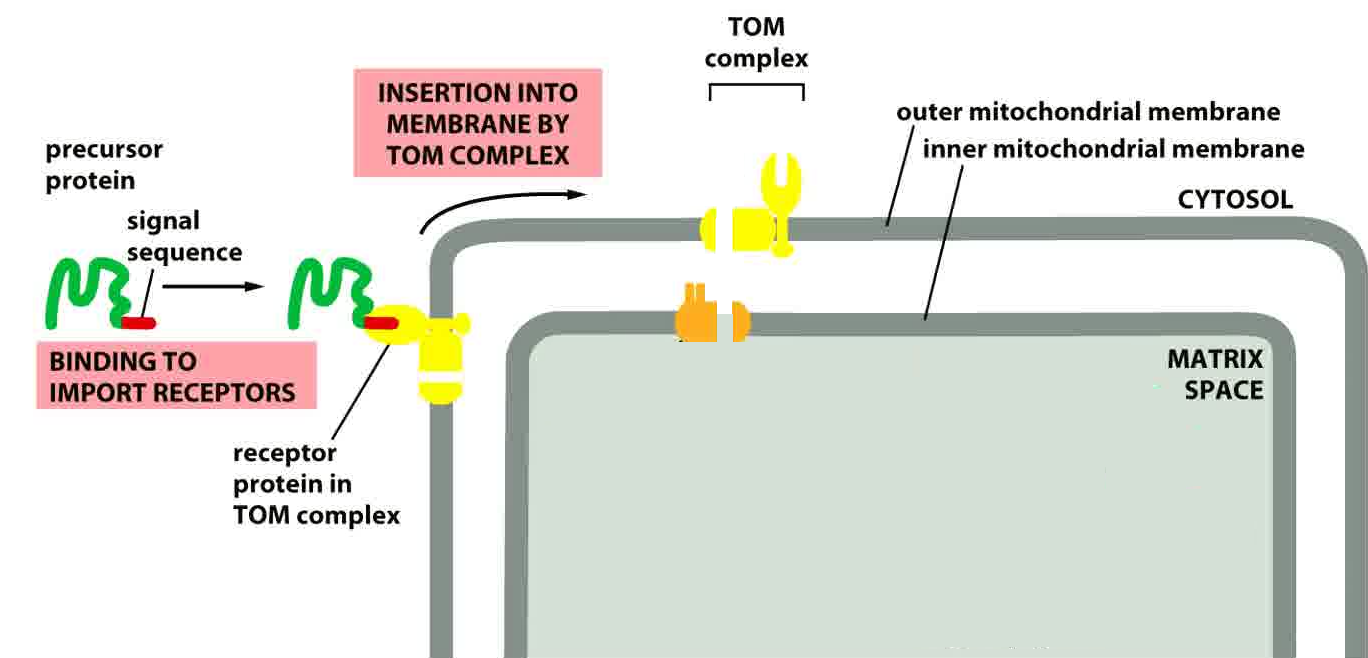 TOM
complex
INSERTION INTO
MEMBRANE BY
TOM COMPLEX
outer mitochondrial membrane
inner mitochondrial membrane
precursor
protein
CYTOSOL
signal
sequence
BINDING TO
IMPORT RECEPTORS
MATRIX
SPACE
receptor
protein in
TOM complex